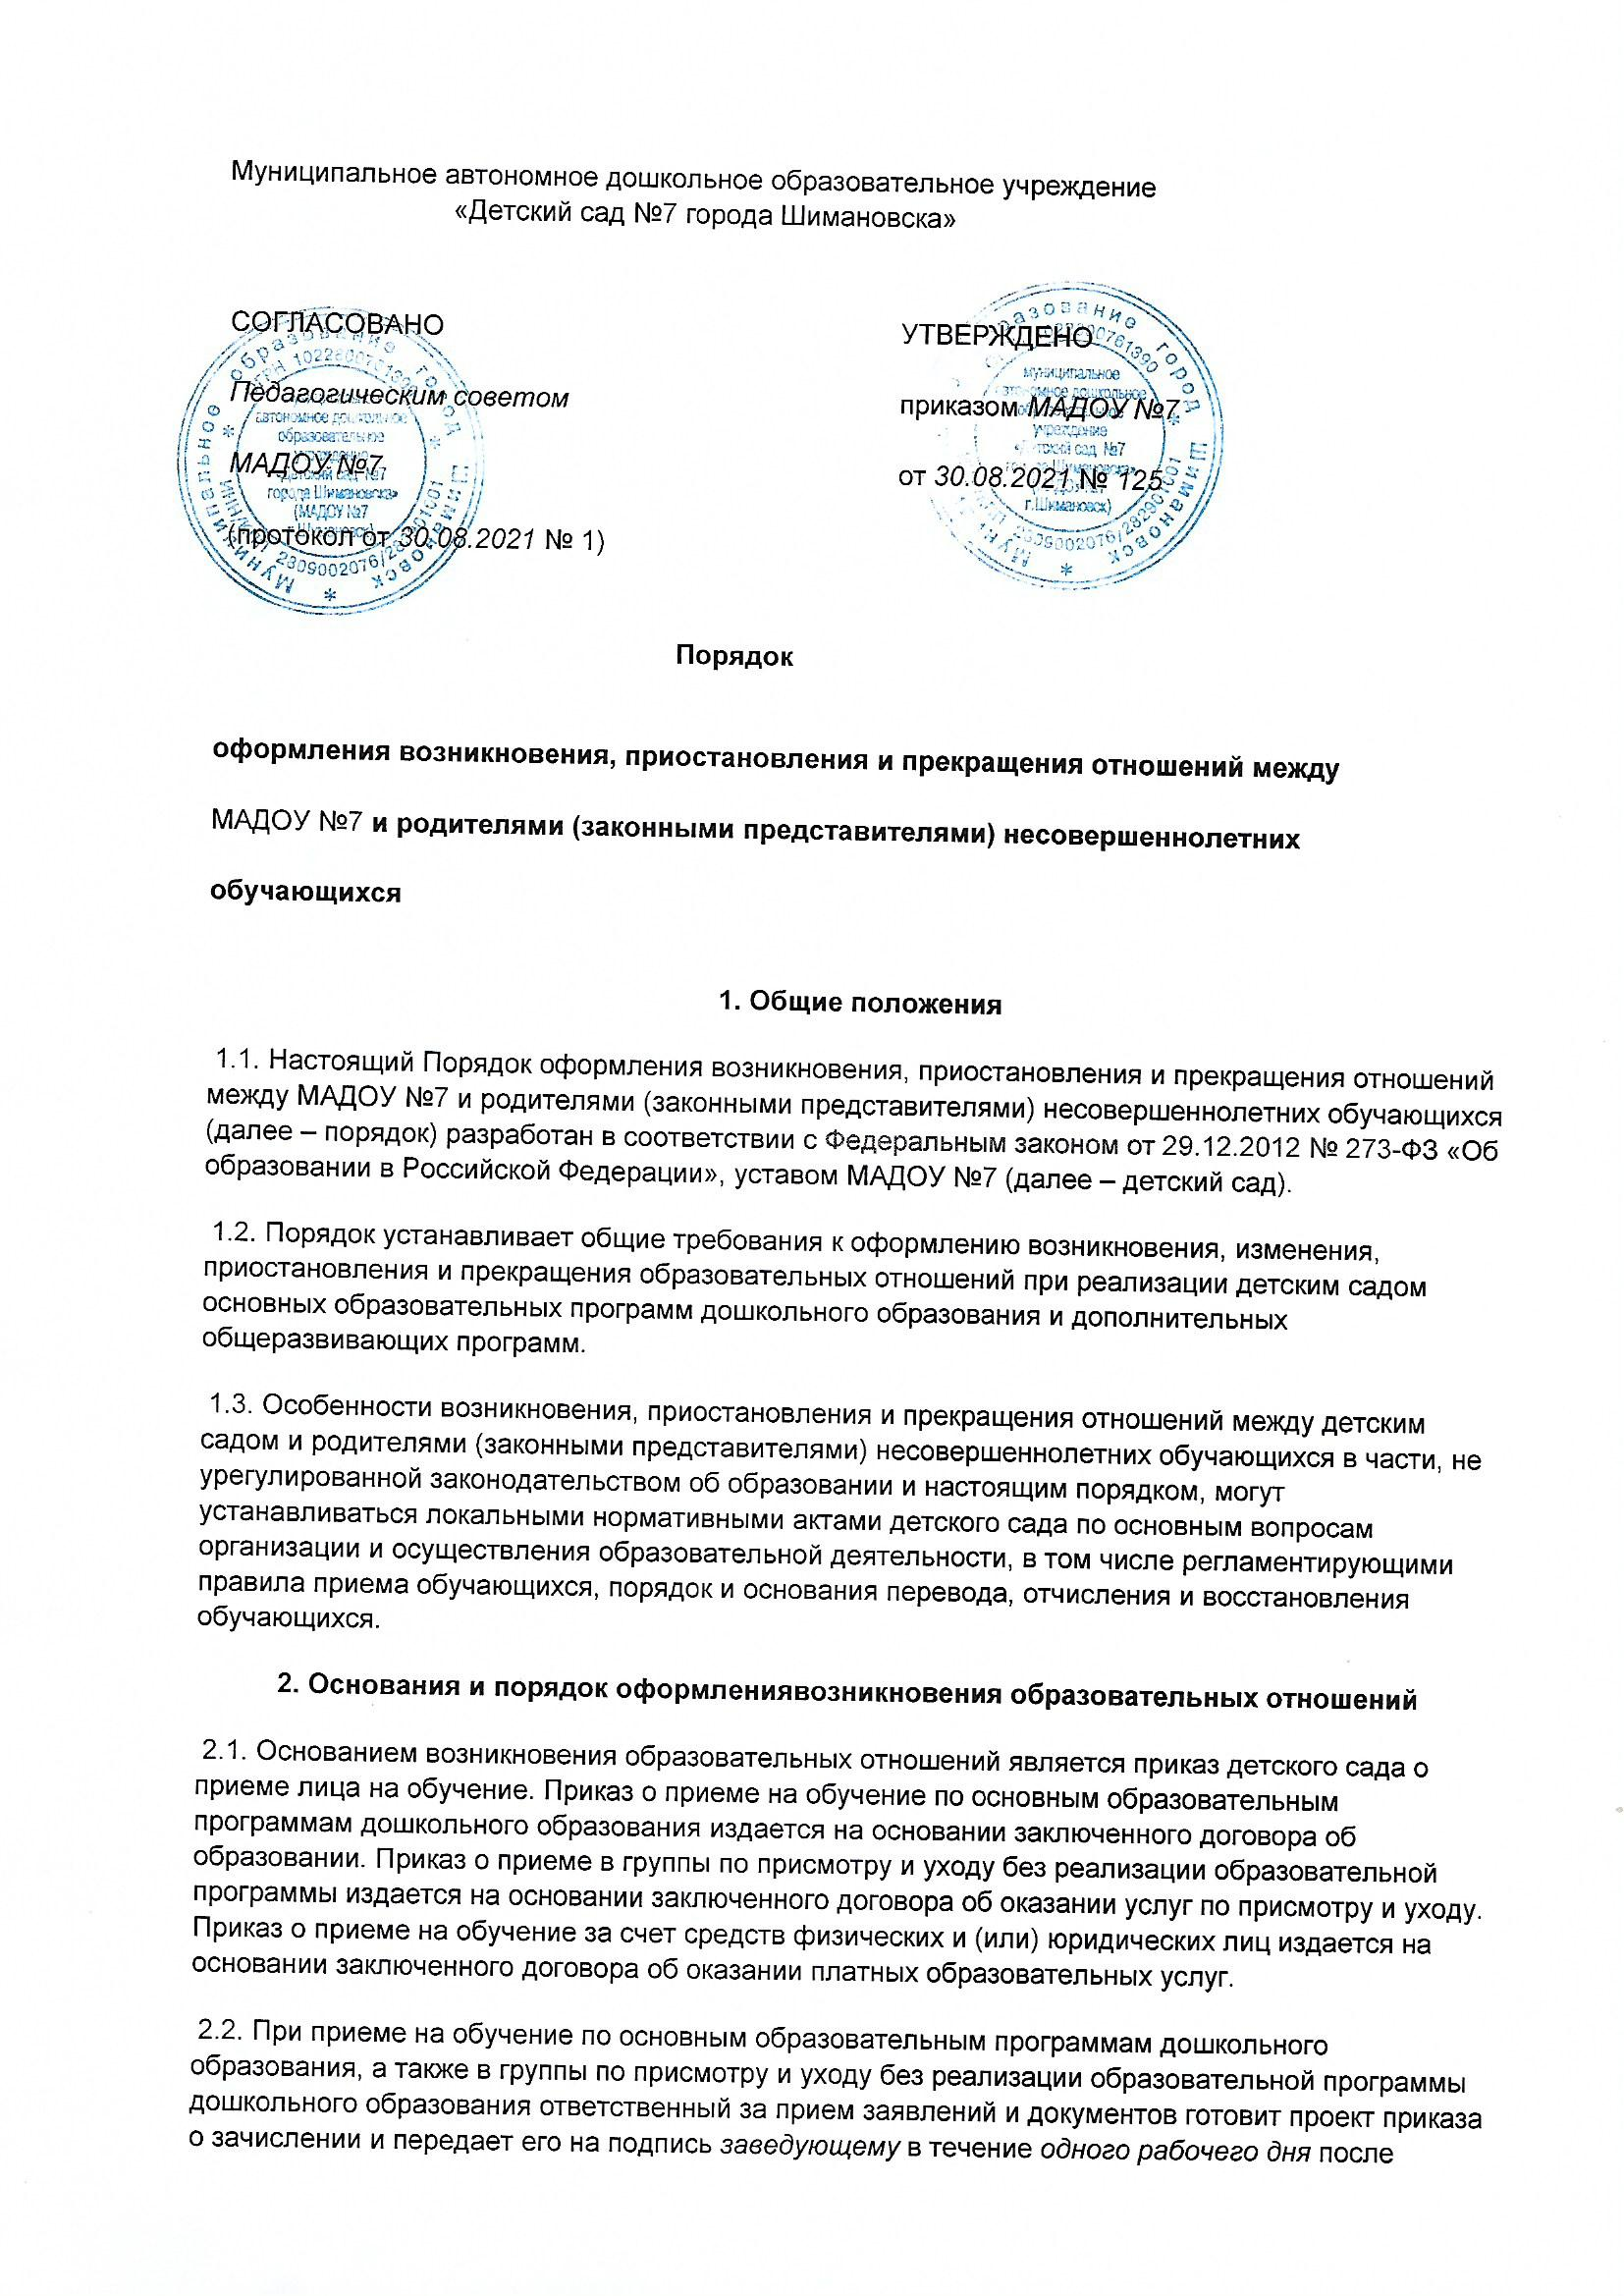 Муниципальное автономное дошкольное образовательное учреждение
«Детский сад №7 города Шимановска»
СОГЛАСОВАНО
Педагогическим советом
МАДОУ №7
(протокол от 30.08.2021 № 1)
УТВЕРЖДЕНО
приказом МАДОУ №7
от 30.08.2021 № 125
Порядок
оформления возникновения, приостановления и прекращения отношений между
МАДОУ №7 и родителями (законными представителями) несовершеннолетних
обучающихся
1. Общие положения
1.1. Настоящий Порядок оформления возникновения, приостановления и прекращения отношений
между МАДОУ №7 и родителями (законными представителями) несовершеннолетних обучающихся
(далее – порядок) разработан в соответствии с Федеральным законом от 29.12.2012 № 273-ФЗ «Об
образовании в Российской Федерации», уставом МАДОУ №7 (далее – детский сад).
1.2. Порядок устанавливает общие требования к оформлению возникновения, изменения,
приостановления и прекращения образовательных отношений при реализации детским садом
основных образовательных программ дошкольного образования и дополнительных
общеразвивающих программ.
1.3. Особенности возникновения, приостановления и прекращения отношений между детским
садом и родителями (законными представителями) несовершеннолетних обучающихся в части, не
урегулированной законодательством об образовании и настоящим порядком, могут
устанавливаться локальными нормативными актами детского сада по основным вопросам
организации и осуществления образовательной деятельности, в том числе регламентирующими
правила приема обучающихся, порядок и основания перевода, отчисления и восстановления
обучающихся.
2. Основания и порядок оформлениявозникновения образовательных отношений
2.1. Основанием возникновения образовательных отношений является приказ детского сада о
приеме лица на обучение. Приказ о приеме на обучение по основным образовательным
программам дошкольного образования издается на основании заключенного договора об
образовании. Приказ о приеме в группы по присмотру и уходу без реализации образовательной
программы издается на основании заключенного договора об оказании услуг по присмотру и уходу.
Приказ о приеме на обучение за счет средств физических и (или) юридических лиц издается на
основании заключенного договора об оказании платных образовательных услуг.
2.2. При приеме на обучение по основным образовательным программам дошкольного
образования, а также в группы по присмотру и уходу без реализации образовательной программы
дошкольного образования ответственный за прием заявлений и документов готовит проект приказа
о зачислении и передает его на подпись заведующему в течение одного рабочего дня после